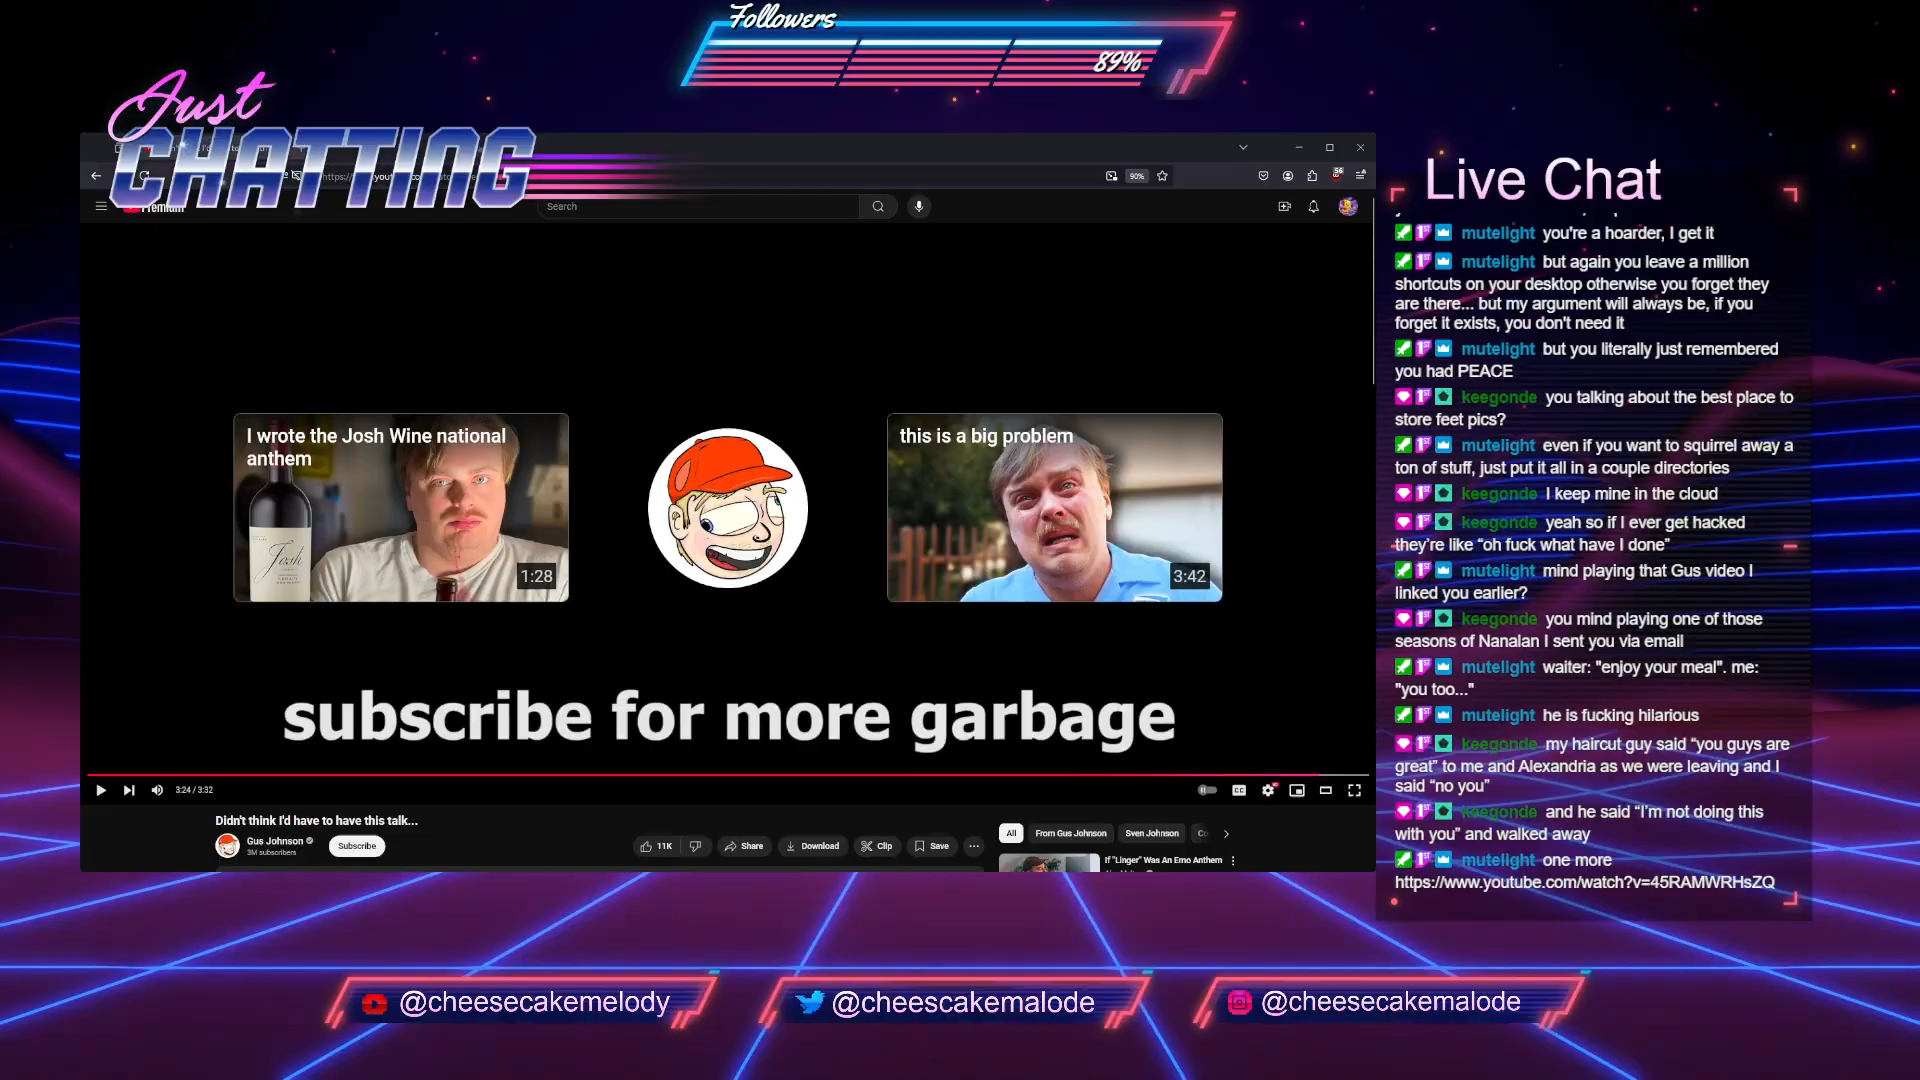 Followers
89%
Just
CHATTING
90%
56
Premium
Search
I wrote the Josh Wine national
anthem
Josh
1:28
this is a big problem
3:42
subscribe for more garbage
3:24 / 3:32
CC
Didn't think I'd have to have this talk...
Gus Johnson
3M subscribers
Subscribe
11K
Share
Download
Clip
Save
All
From Gus Johnson
Sven Johnson
Co
If "Linger" Was An Emo Anthem
Live Chat
mutelight you're a hoarder, I get it
mutelight but again you leave a million
shortcuts on your desktop otherwise you forget they
are there... but my argument will always be, if you
forget it exists, you don't need it
mutelight but you literally just remembered
you had PEACE
keegonde you talking about the best place to
store feet pics?
mutelight even if you want to squirrel away a
ton of stuff, just put it all in a couple directories
keegonde I keep mine in the cloud
keegonde yeah so if I ever get hacked
they're like “oh fuck what have I done”
mutelight mind playing that Gus video I
linked you earlier?
keegonde you mind playing one of those
seasons of Nanalan I sent you via email
mutelight waiter: "enjoy your meal". me:
"you too..."
mutelight he is fucking hilarious
keegonde my haircut guy said “you guys are
great” to me and Alexandria as we were leaving and I
said “no you”
keegonde and he said “I'm not doing this
with you” and walked away
mutelight one more
https://www.youtube.com/watch?v=45RAMWRHsZQ
@cheesecakemelody
@cheescakemalode
@cheescakemalode